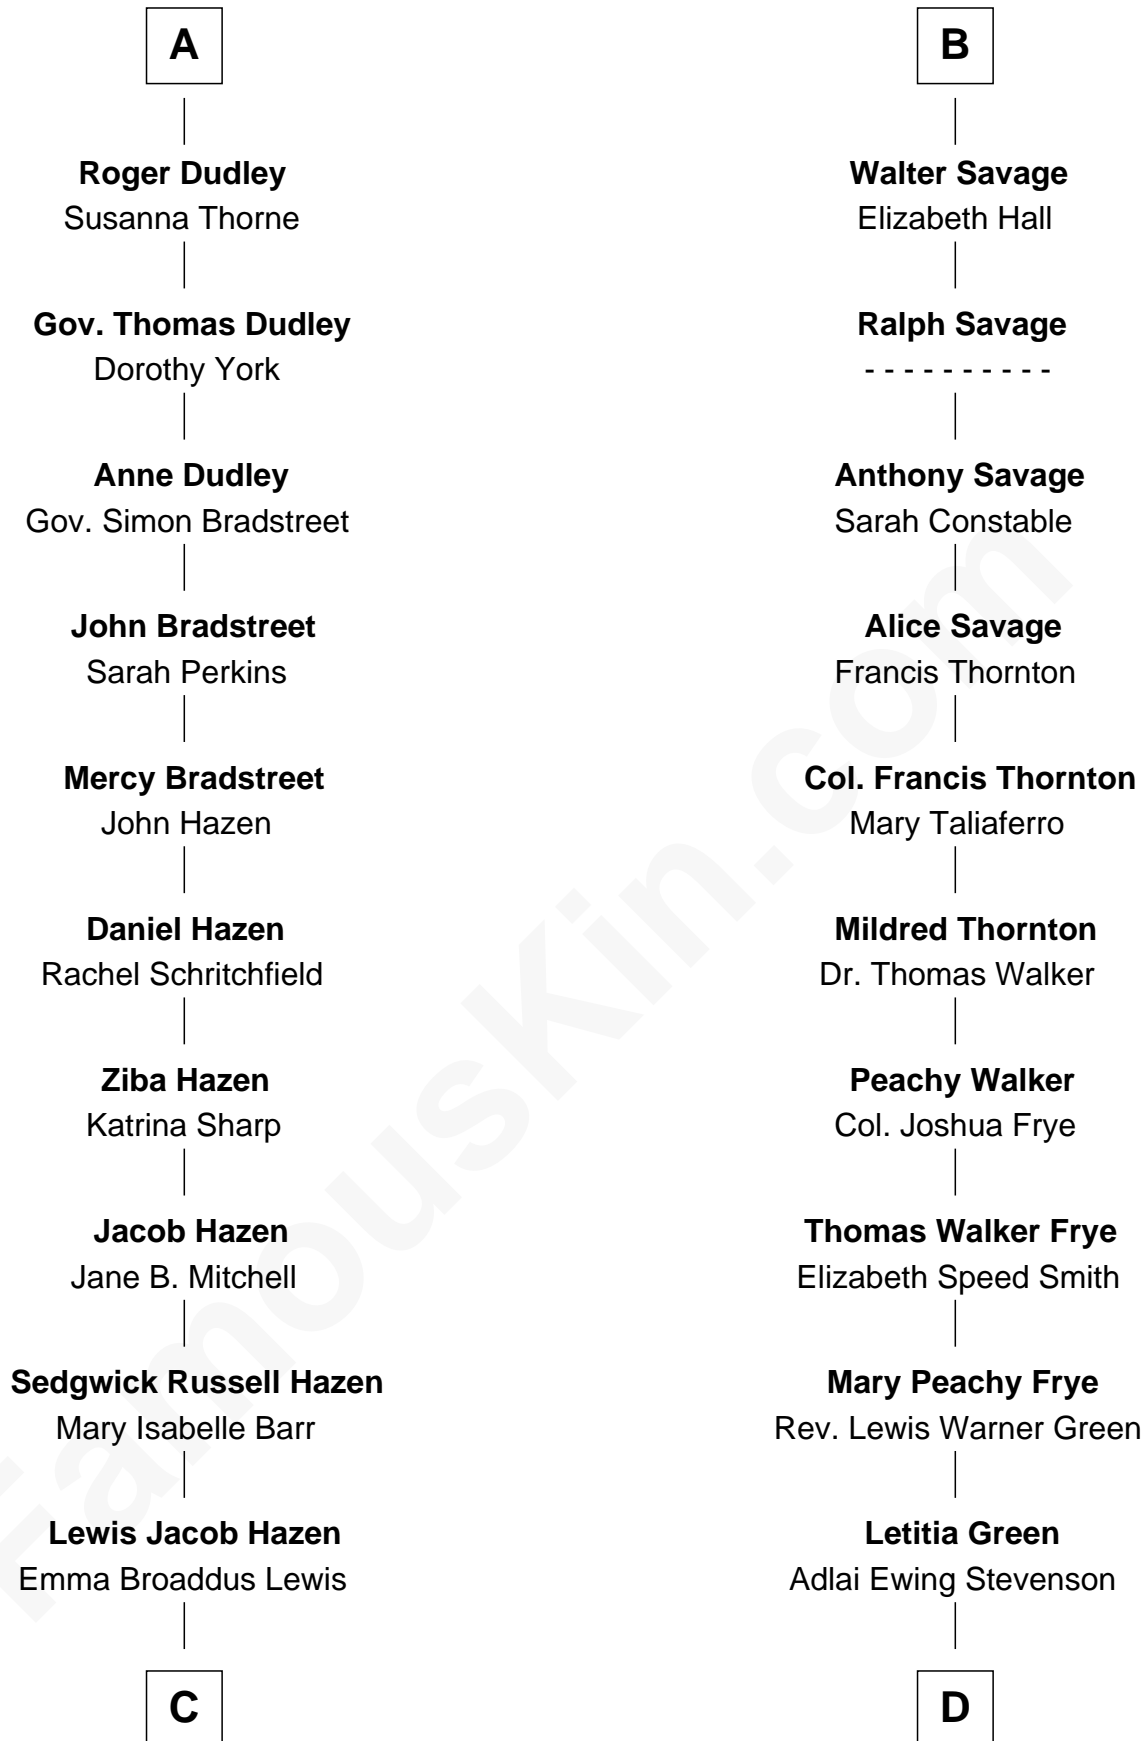 A
Roger Dudley
Susanna Thorne
Gov. Thomas Dudley
Dorothy York
Anne Dudley
Gov. Simon Bradstreet
John Bradstreet
Sarah Perkins
Mercy Bradstreet
John Hazen
Daniel Hazen
Rachel Schritchfield
Ziba Hazen
Katrina Sharp
Jacob Hazen
Jane B. Mitchell
Sedgwick Russell Hazen
Mary Isabelle Barr
Lewis Jacob Hazen
Emma Broaddus Lewis
C
B
Walter Savage
Elizabeth Hall
Ralph Savage
- - - - - - - - - -
Anthony Savage
Sarah Constable
Alice Savage
Francis Thornton
Col. Francis Thornton
Mary Taliaferro
Mildred Thornton
Dr. Thomas Walker
Peachy Walker
Col. Joshua Frye
Thomas Walker Frye
Elizabeth Speed Smith
Mary Peachy Frye
Rev. Lewis Warner Green
Letitia Green
Adlai Ewing Stevenson
D
FamousKin.com